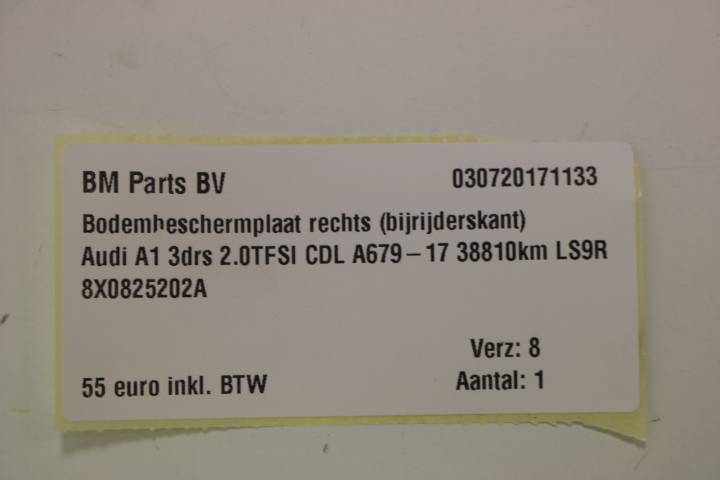 BM Parts BV 030720171133
Bodembeschermplaat rechts (bijrijderskant)
Audi A1 3drs 2.0TFSI CDL A679-17 38810km LS9R
8X0825202A
Verz: 8
55 euro inkl. BTW Aantal: 1